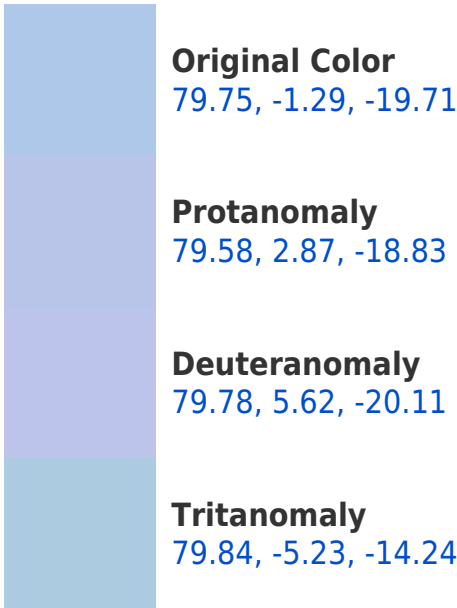 Original Color
79.75, -1.29, -19.71
Protanomaly
79.58, 2.87, -18.83
Deuteranomaly
79.78, 5.62, -20.11
Tritanomaly
79.84, -5.23, -14.24